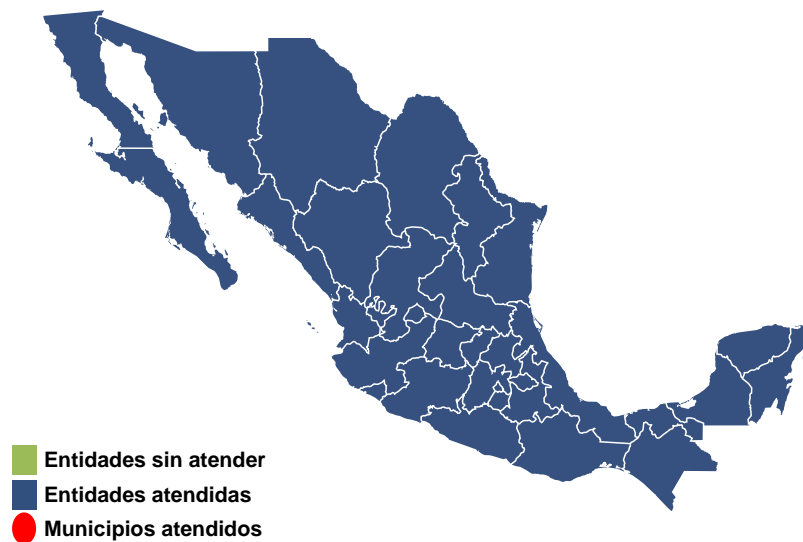 Entidades sin atender
Entidades atendidas
Municipios atendidos